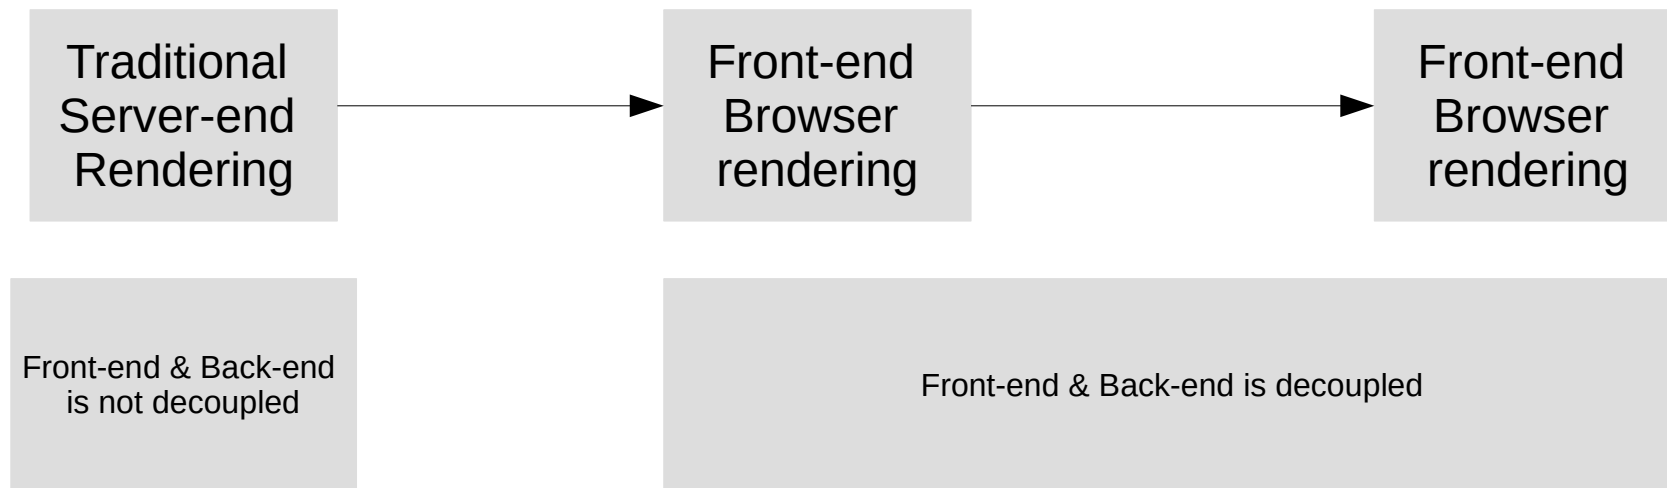 Traditional
Server-end
Rendering
Front-end
Browser
rendering
Front-end
Browser
rendering
Front-end & Back-end
is not decoupled
Front-end & Back-end is decoupled